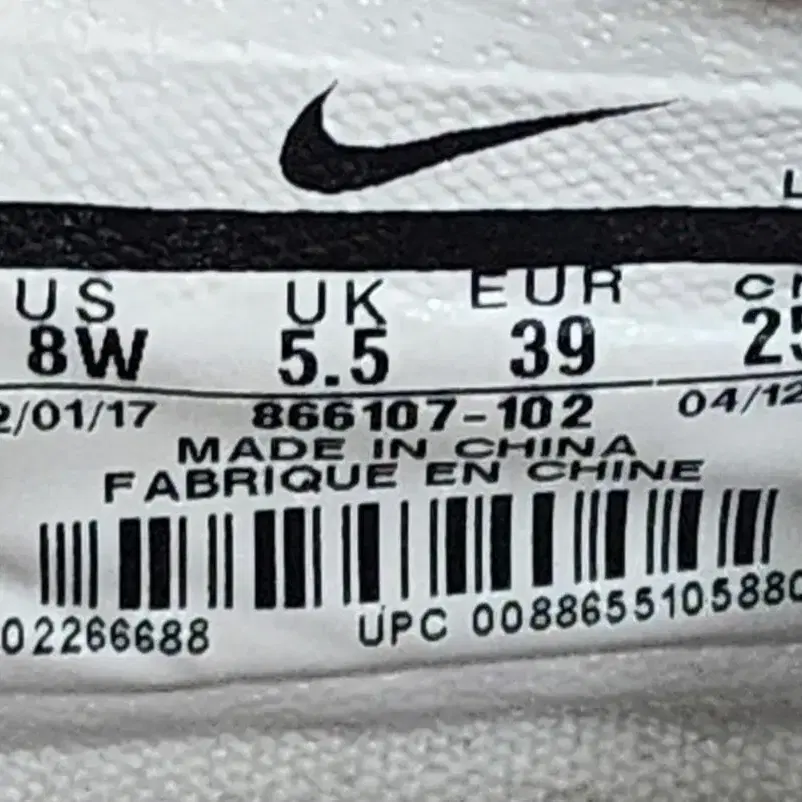 L
US UK EUR C
8W 5.5 39 25
2/01/17 866107-102 04/12
MADE IN CHINA
FABRIQUE EN CHINE
02266688 UPC 0088655105880